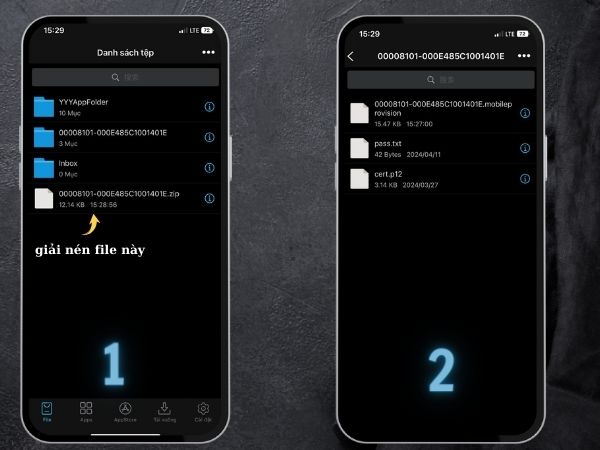 15:29
LTE 72
Danh sách tệp
搜索
YYYAppFolder
10 Mục
00008101-000E485C1001401E
3 Mục
Inbox
0 Mục
00008101-000E485C1001401E.zip
12.14 KB 15:28:56
giải nén file này
1
File
Apps
AppStore
Tải xuống
Cài đặt
15:29
LTE 72
00008101-000E485C1001401E
搜索
00008101-000E485C1001401E.mobilep
rovision
15.47 KB 15:27:00
pass.txt
42 Bytes 2024/04/11
cert.p12
3.14 KB 2024/03/27
2